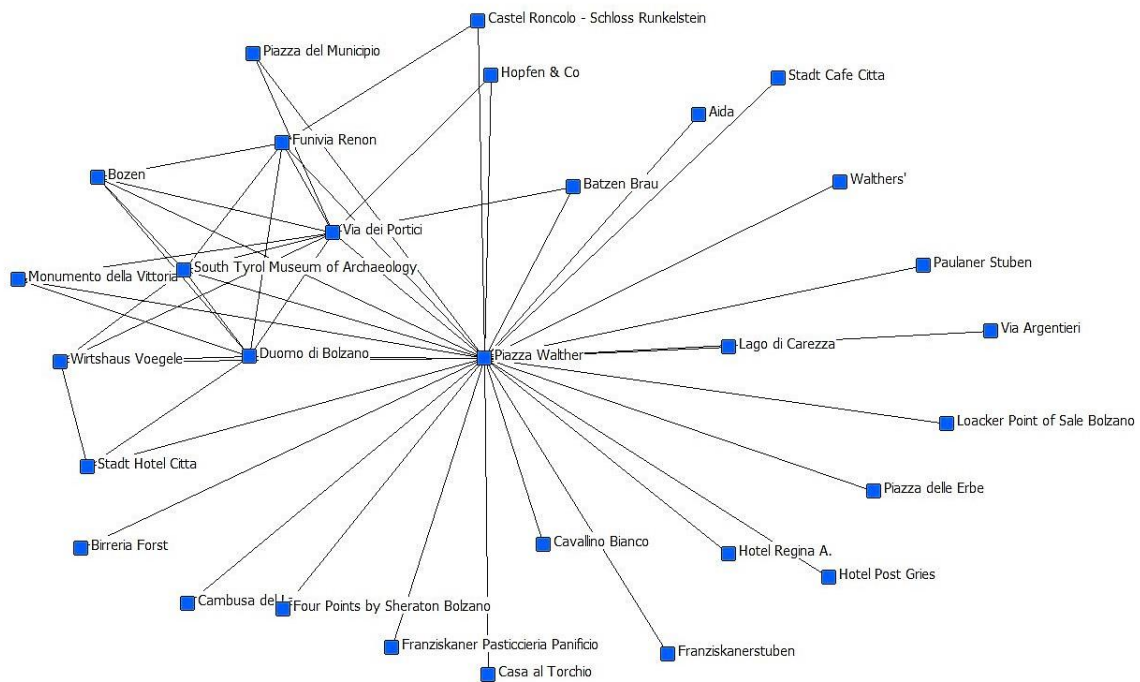 Castel Roncolo - Schloss Runkelstein
Piazza del Municipio
Hopfen & Co
Stadt Cafe Citta
Aida
Funivia Renon
Bozen
Batzen Brau
Walthers'
Via dei Portici
South Tyrol Museum of Archaeology
Monumento della Vittoria
Paulaner Stuben
Via Argentieri
Lago di Carezza
Wirtshaus Voegele
Duomo di Bolzano
Piazza Walther
Loacker Point of Sale Bolzano
Stadt Hotel Citta
Piazza delle Erbe
Birreria Forst
Cavallino Bianco
Hotel Regina A.
Hotel Post Gries
Cambusa del
Four Points by Sheraton Bolzano
Franziskaner Pasticcieria Panificio
Franziskanerstuben
Casa al Torchio